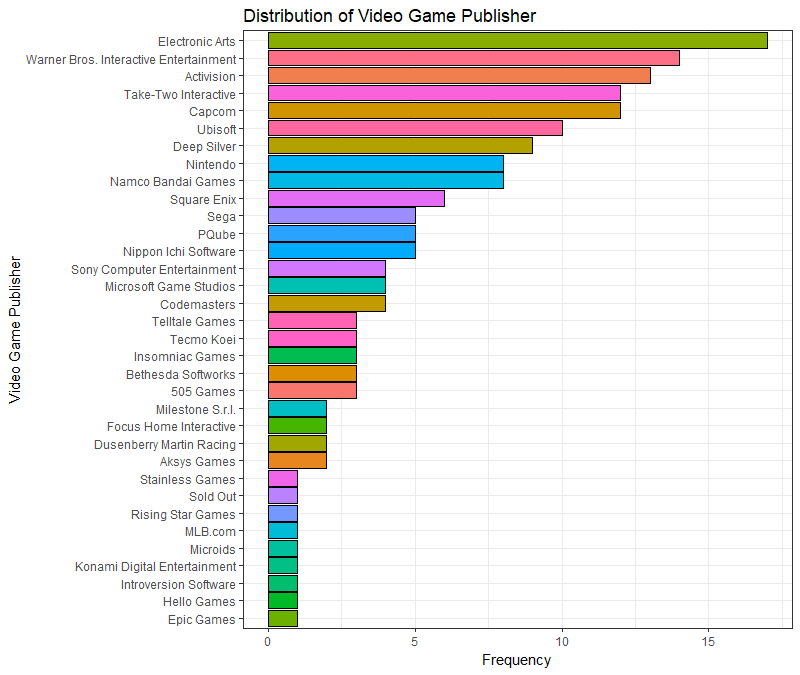 Distribution of Video Game Publisher
Video Game Publisher
Electronic Arts
Warner Bros. Interactive Entertainment
Activision
Take-Two Interactive
Capcom
Ubisoft
Deep Silver
Nintendo
Namco Bandai Games
Square Enix
Sega
PQube
Nippon Ichi Software
Sony Computer Entertainment
Microsoft Game Studios
Codemasters
Telltale Games
Tecmo Koei
Insomniac Games
Bethesda Softworks
505 Games
Milestone S.r.l.
Focus Home Interactive
Dusenberry Martin Racing
Aksys Games
Stainless Games
Sold Out
Rising Star Games
MLB.com
Microids
Konami Digital Entertainment
Introversion Software
Hello Games
Epic Games
0 5 10 15
Frequency